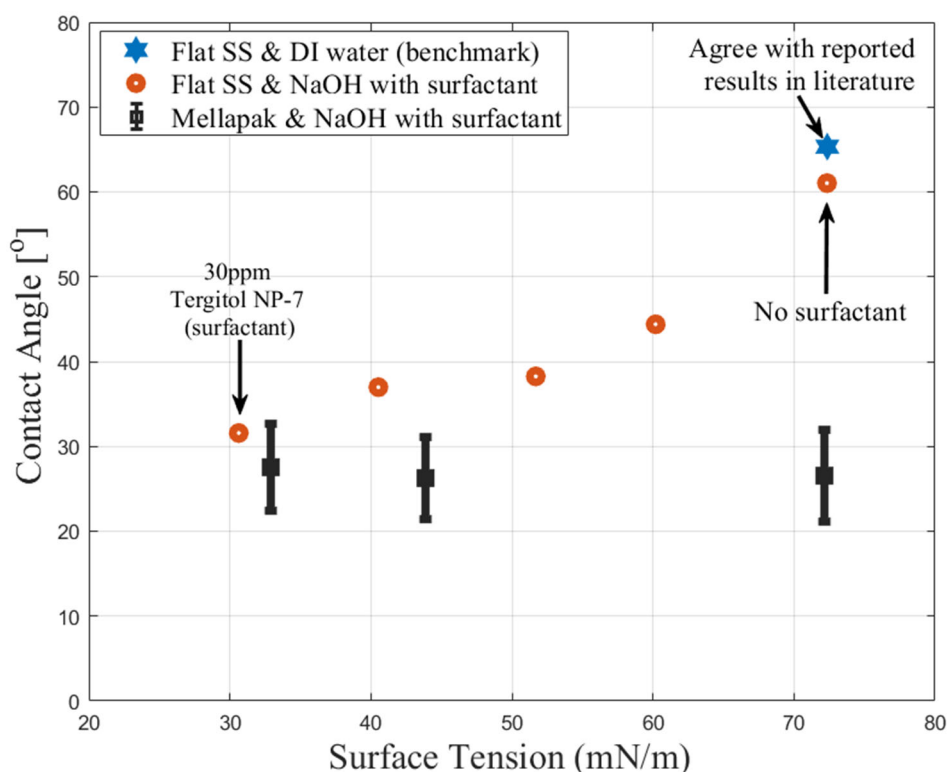 Flat SS & DI water (benchmark)
Flat SS & NaOH with surfactant
Mellapak & NaOH with surfactant
Agree with reported
results in literature
30ppm
Tergitol NP-7
(surfactant)
No surfactant
Contact Angle [o]
80
70
60
50
40
30
20
10
0
20
30
40
50
60
70
80
Surface Tension (mN/m)